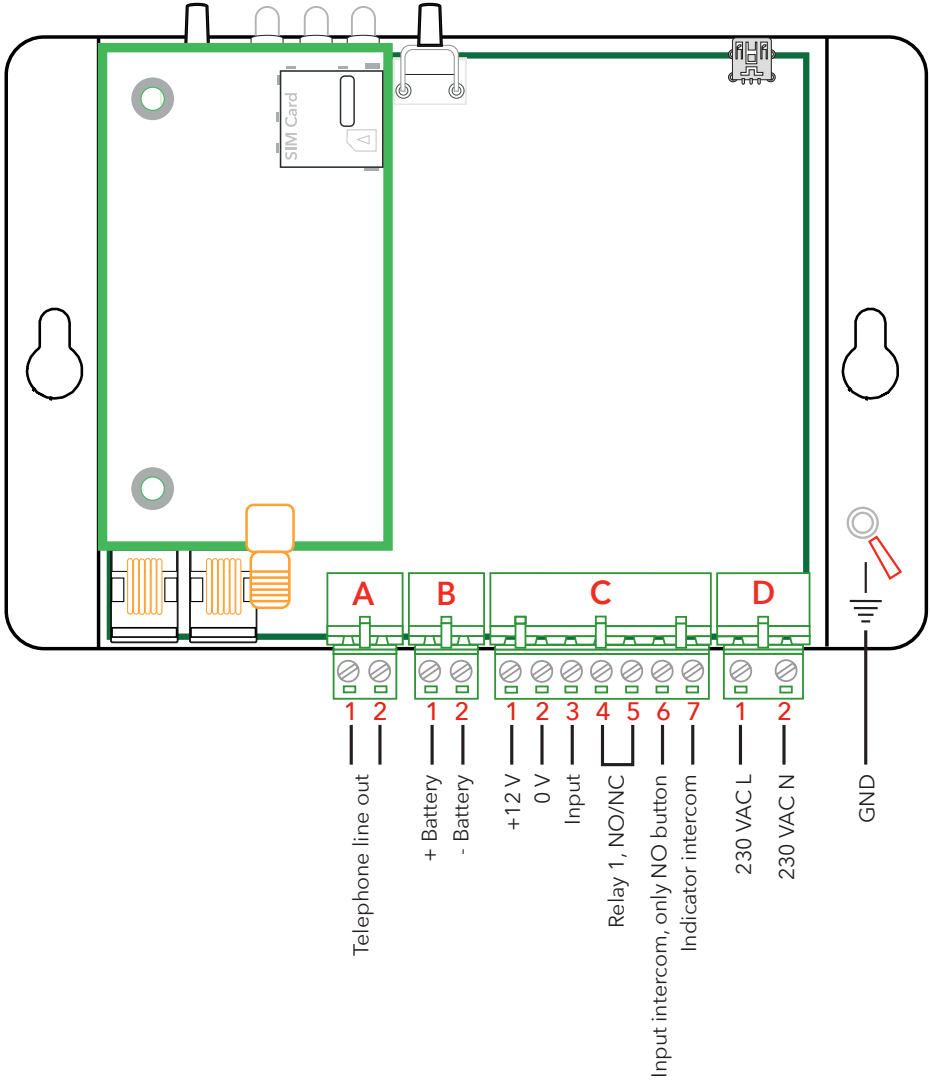 SIM Card
A
B
C
D
1 2
1 2
1 2 3 4 5 6 7
1 2
Telephone line out
+ Battery
- Battery
+12 V
0 V
Input
Relay 1, NO/NC
Input intercom, only NO button
Indicator intercom
230 VAC L
230 VAC N
GND